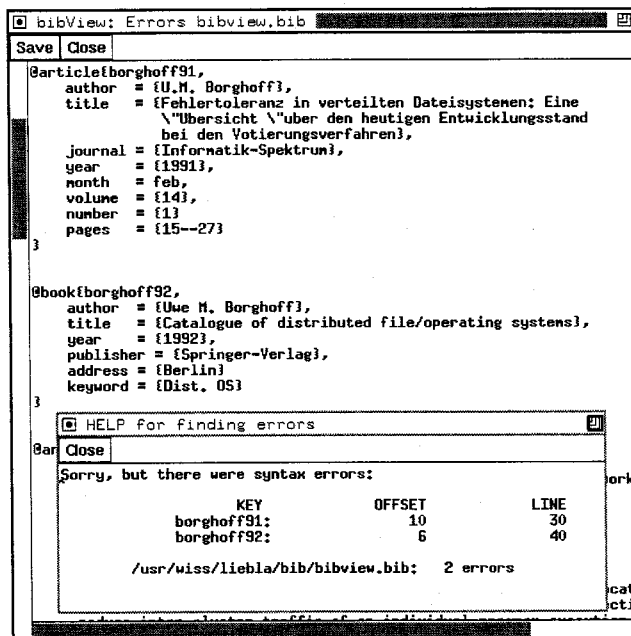 bibView: Errors bibview.bib
Save Close
@article{borghoff91,
author = {U.M. Borghoff},
title = {Fehlertoleranz in verteilten Dateisystemen: Eine
\"Ubersicht \"uber den heutigen Entwicklungsstand
bei den Votierungsverfahren},
journal = {Informatik-Spektrum},
year = {1991},
month = feb,
volume = {14},
number = {1}
pages = {15--27}
}
@book{borghoff92,
author = {Uwe M. Borghoff},
title = {Catalogue of distributed file/operating systems},
year = {1992},
publisher = {Springer-Verlag},
address = {Berlin}
keyword = {Dist. OS}
}
HELP for finding errors
@ar Close
Sorry, but there were syntax errors:
ork
KEY OFFSET LINE
borghoff91: 10 30
borghoff92: 6 40
/usr/wiss/liebla/bib/bibview.bib: 2 errors
cat
cti